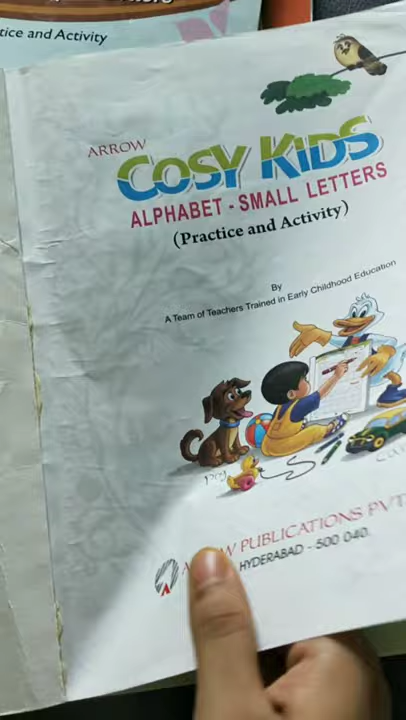 tice and Activity
ARROW
COSY KIDS
ALPHABET - SMALL LETTERS
(Practice and Activity)
By
A Team of Teachers Trained in Early Childhood Education
PUBLICATIONS PVT
HYDERABAD - 500 040.